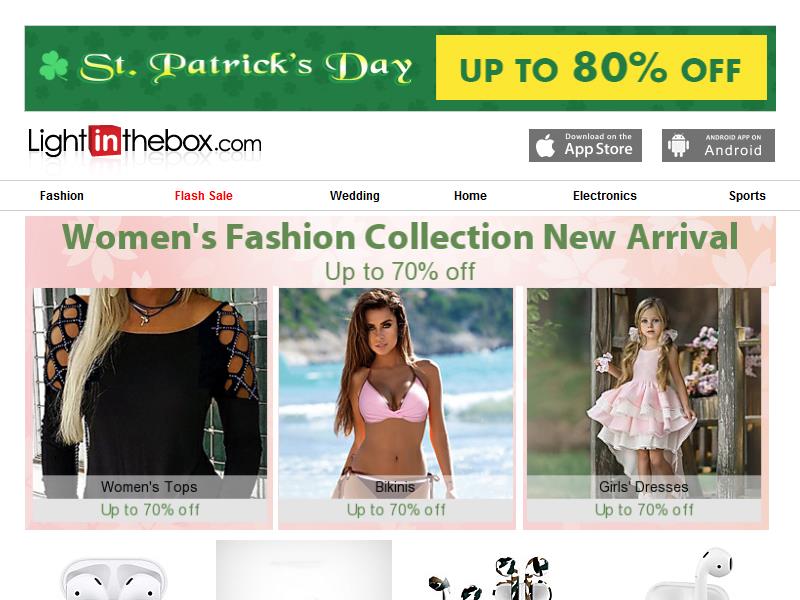 St. Patrick's Day UP TO 80% OFF
Lightinthebox.com
Download on the
App Store
ANDROID APP ON
Android
Fashion Flash Sale Wedding Home Electronics Sports
Women's Fashion Collection New Arrival
Up to 70% off
Women's Tops Bikinis Girls' Dresses
Up to 70% off Up to 70% off Up to 70% off